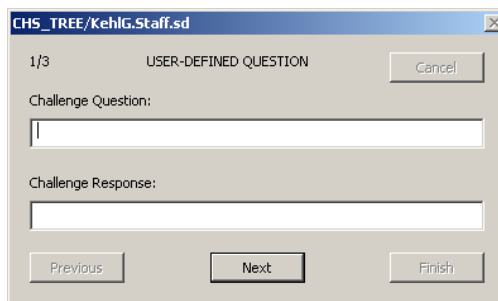 CHS_TREE/KehlG.Staff.sd
1/3 USER-DEFINED QUESTION Cancel
Challenge Question:
Challenge Response:
Previous Next Finish